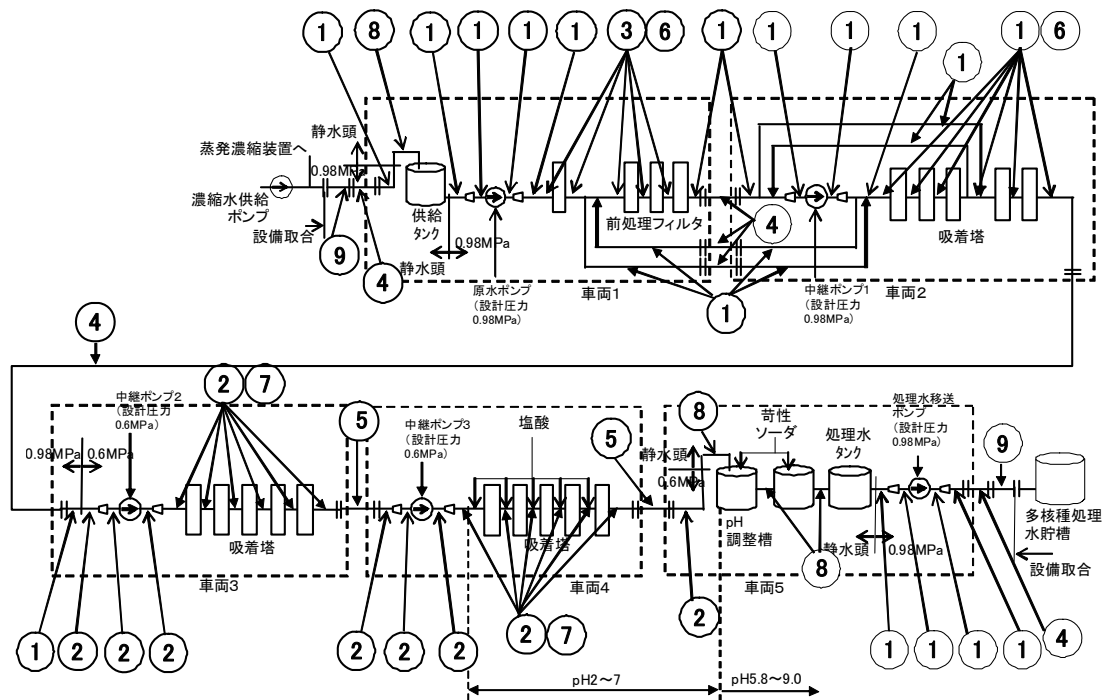 1 8 1 1 1 1 3 6 1 1 1 1 1 6
1
静水頭
蒸発濃縮装置へ
0.98MPa
濃縮水供給
ポンプ
設備取合
9
4
供給
タンク
静水頭
0.98MPa
原水ポンプ
(設計圧力
0.98MPa)
前処理フィルタ
車両1
4
1
中継ポンプ1
(設計圧力
0.98MPa)
吸着塔
車両2
4
中継ポンプ2
(設計圧力
0.6MPa)
2 7
0.98MPa
0.6MPa
吸着塔
車両3
1 2 2 2
5
中継ポンプ3
(設計圧力
0.6MPa)
塩酸
吸着塔
車両4
2 2 2
2 7
5
8
静水頭
0.6MPa
2
苛性
ソーダ
処理水
タンク
pH
調整槽
8
静水頭
0.98MPa
処理水移送
ポンプ
(設計圧力
0.98MPa)
車両5
9
多核種処理
水貯槽
設備取合
1 1 1 1 4
pH2~7
pH5.8~9.0